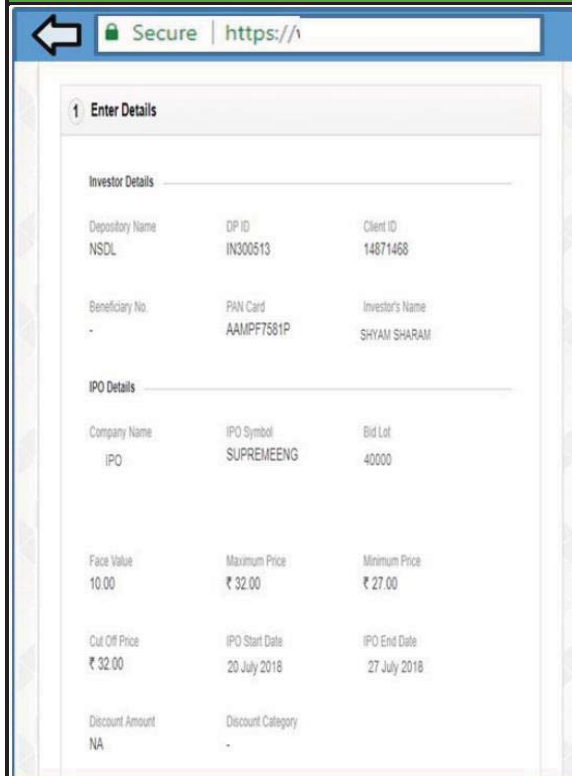 Secure | https://v
1 Enter Details
Investor Details
Depository Name DP ID Client ID
NSDL IN300513 14871468
Beneficiary No. PAN Card Investor's Name
- AAMPF7581P SHYAM SHARAM
IPO Details
Company Name IPO Symbol Bid Lot
IPO SUPREMEENG 40000
Face Value Maximum Price Minimum Price
10.00 ₹ 32.00 ₹ 27.00
Cut Off Price IPO Start Date IPO End Date
₹ 32.00 20 July 2018 27 July 2018
Discount Amount Discount Category
NA -